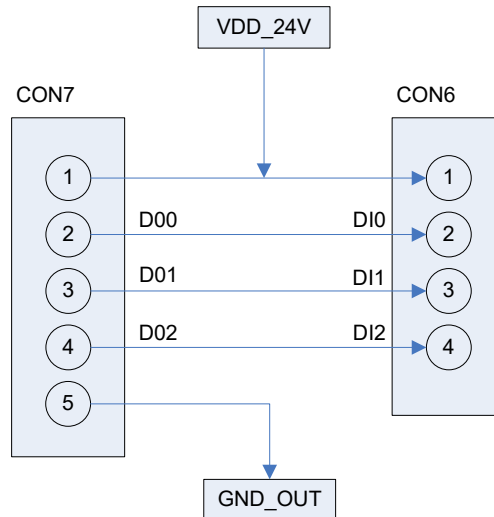 VDD_24V
CON7
CON6
1
1
2
D00
DI0
2
3
D01
DI1
3
4
D02
DI2
4
5
GND_OUT